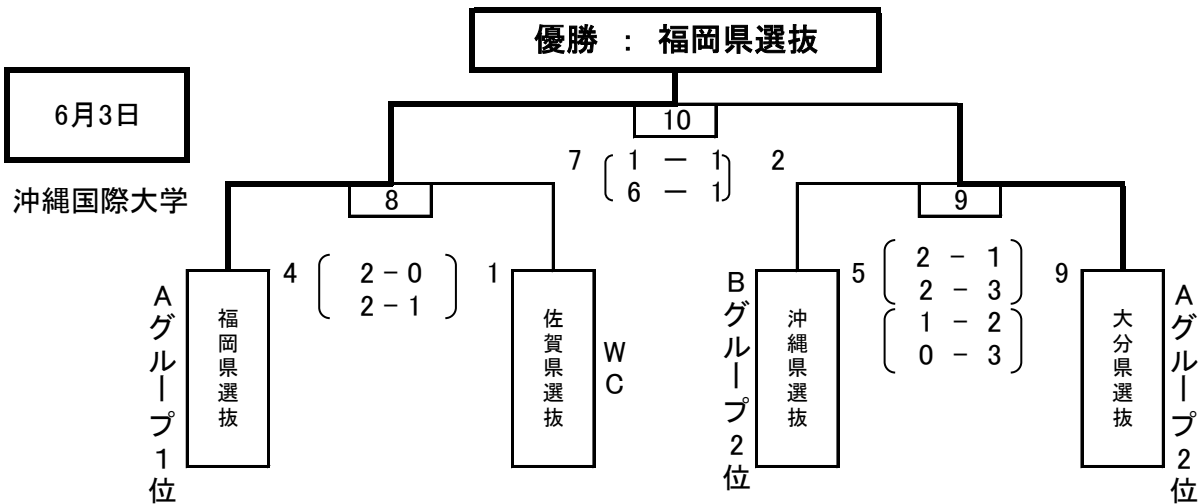 優勝 : 福岡県選抜
6月3日
沖縄国際大学
10
7 1 － 1 2
6 － 1
8
9
4 2－0 1
2－1
5 2 － 1 9
2 － 3
1 － 2
0 － 3
Aグループ1位
福岡県選抜
佐賀県選抜
WC
Bグループ2位
沖縄県選抜
大分県選抜
Aグループ2位